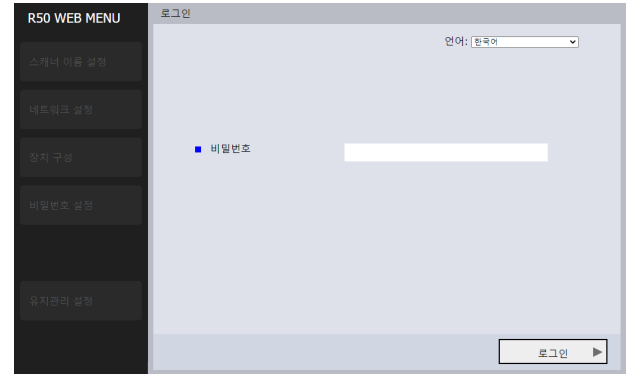 R50 WEB MENU
로그인
언어: 한국어
스캐너 이름 설정
네트워크 설정
장치 구성
비밀번호
비밀번호 설정
유지관리 설정
로그인